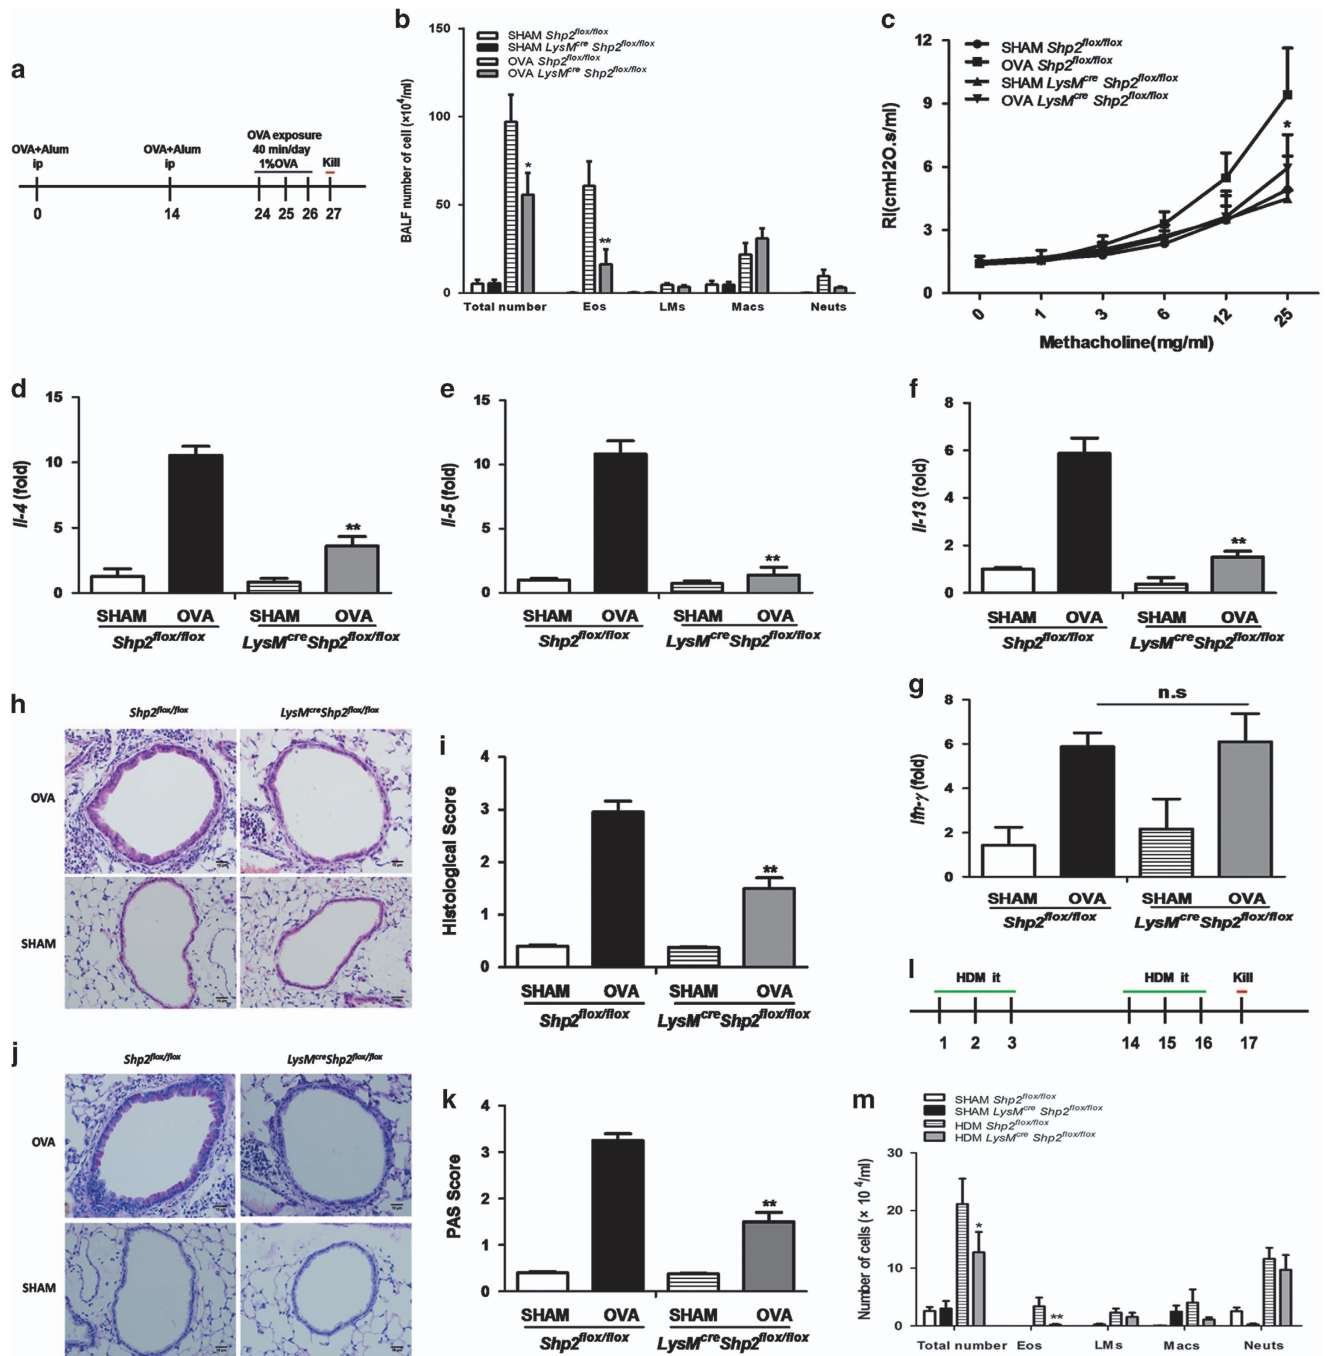 a
OVA+Alum
ip
OVA+Alum
ip
OVA exposure
40 min/day
1%OVA
Kill
0 14 24 25 26 27
b
SHAM Shp2flox/flox
SHAM LysMcre Shp2flox/flox
OVA Shp2flox/flox
OVA LysMcre Shp2flox/flox
BALF number of cell (×10⁴/ml)
150
100
50
0
*
**
Total number Eos LMs Macs Neuts
c
SHAM Shp2flox/flox
OVA Shp2flox/flox
SHAM LysMcre Shp2flox/flox
OVA LysMcre Shp2flox/flox
RI(cmH2O.s/ml)
12
9
6
3
0
*
0 1 3 6 12 25
Methacholine(mg/ml)
d
Il-4 (fold)
15
10
5
0
**
SHAM OVA SHAM OVA
Shp2flox/flox LysMcreShp2flox/flox
e
Il-5 (fold)
15
10
5
0
**
SHAM OVA SHAM OVA
Shp2flox/flox LysMcreShp2flox/flox
f
Il-13 (fold)
8
6
4
2
0
**
SHAM OVA SHAM OVA
Shp2flox/flox LysMcreShp2flox/flox
g
Ifn-γ (fold)
8
6
4
2
0
n.s
SHAM OVA SHAM OVA
Shp2flox/flox LysMcreShp2flox/flox
h
Shp2flox/flox LysMcreShp2flox/flox
OVA
SHAM
i
Histological Score
4
3
2
1
0
**
SHAM OVA SHAM OVA
Shp2flox/flox LysMcreShp2flox/flox
j
Shp2flox/flox LysMcreShp2flox/flox
OVA
SHAM
k
PAS Score
4
3
2
1
0
**
SHAM OVA SHAM OVA
Shp2flox/flox LysMcreShp2flox/flox
l
HDM it HDM it Kill
1 2 3 14 15 16 17
m
SHAM Shp2flox/flox
SHAM LysMcre Shp2flox/flox
HDM Shp2flox/flox
HDM LysMcre Shp2flox/flox
Number of cells (× 10⁴/ml)
30
20
10
0
*
**
Total number Eos LMs Macs Neuts